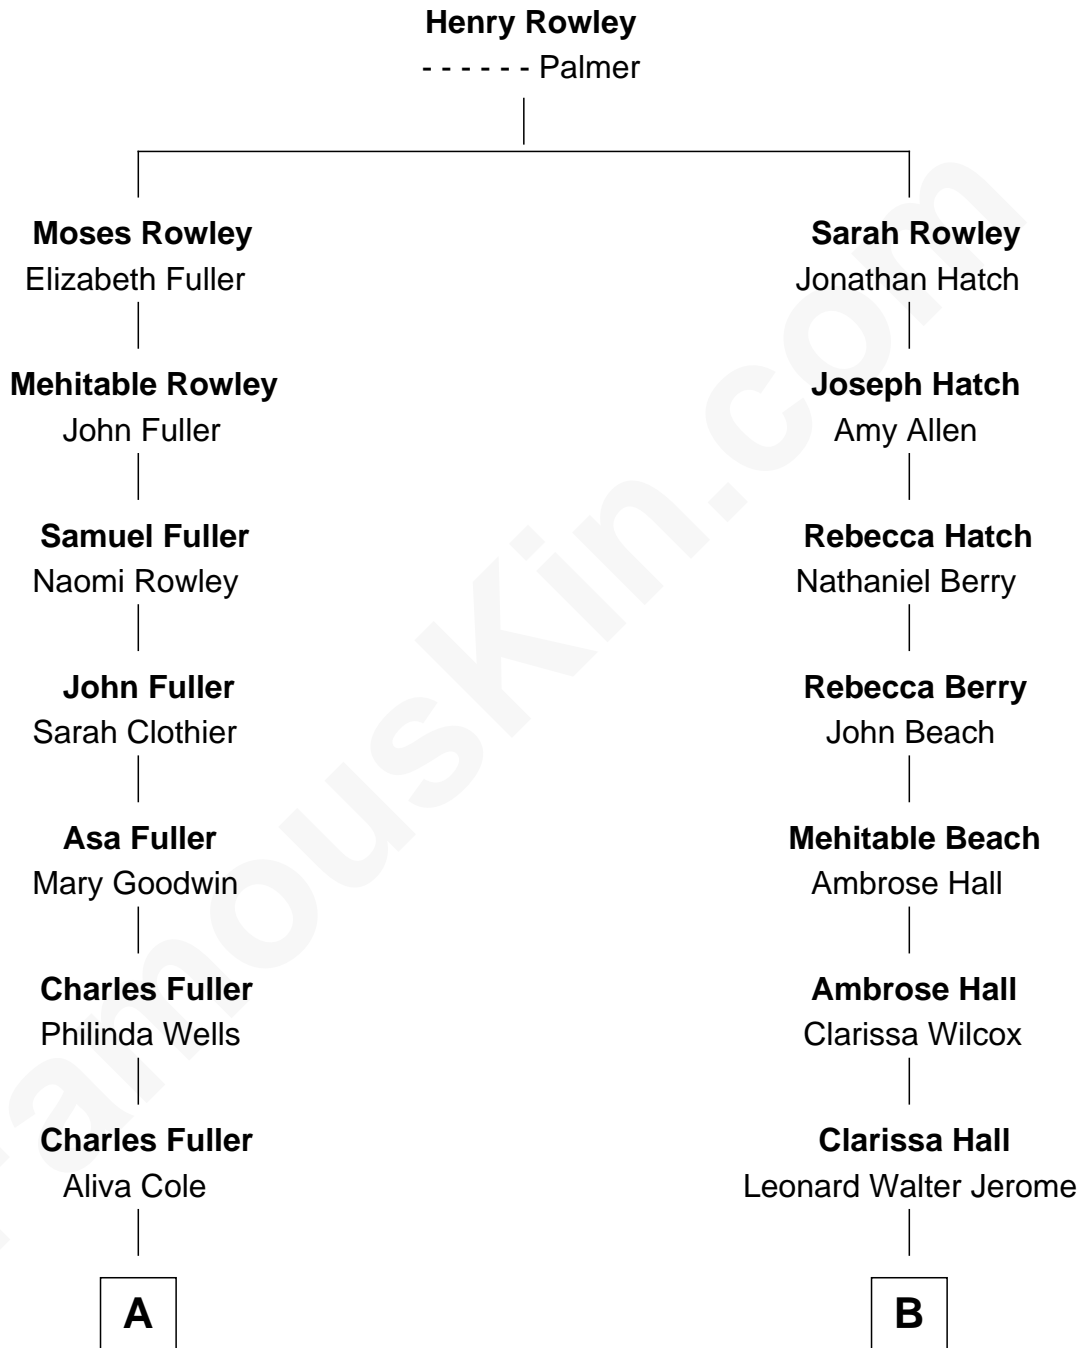 Henry Rowley
- - - - - - Palmer
Moses Rowley
Elizabeth Fuller
Sarah Rowley
Jonathan Hatch
Mehitable Rowley
John Fuller
Joseph Hatch
Amy Allen
Samuel Fuller
Naomi Rowley
Rebecca Hatch
Nathaniel Berry
John Fuller
Sarah Clothier
Rebecca Berry
John Beach
Asa Fuller
Mary Goodwin
Mehitable Beach
Ambrose Hall
Charles Fuller
Philinda Wells
Ambrose Hall
Clarissa Wilcox
Charles Fuller
Aliva Cole
Clarissa Hall
Leonard Walter Jerome
A
B
FamousKin.com